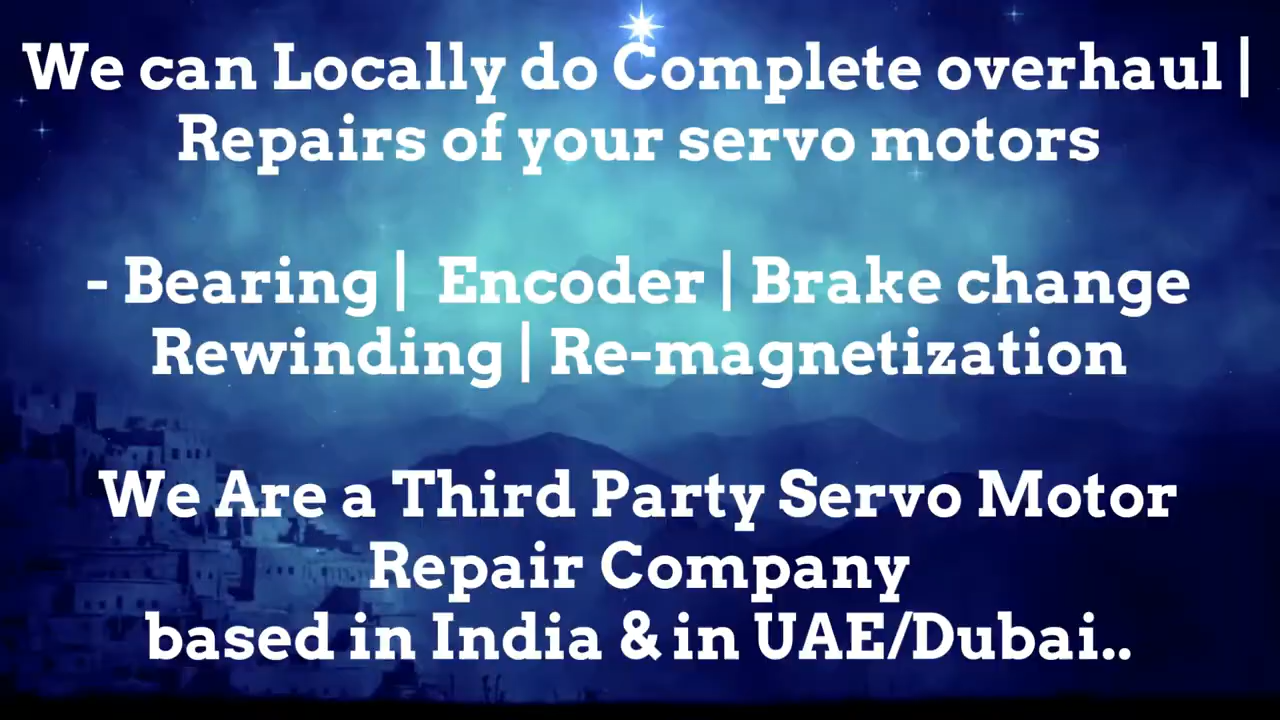 We can Locally do Complete overhaul |
Repairs of your servo motors
- Bearing | Encoder | Brake change
Rewinding | Re-magnetization
We Are a Third Party Servo Motor
Repair Company
based in India & in UAE/Dubai..